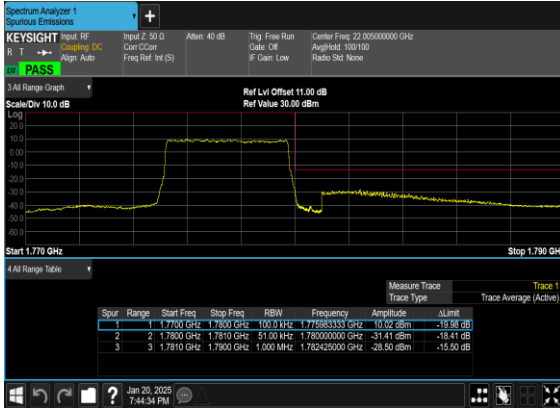 Spectrum Analyzer 1
Spurious Emissions
+
KEYSIGHT Input: RF Input Z: 50 Ω Atten: 40 dB Trig: Free Run Center Freq: 22.005000000 GHz
R T Coupling: DC Corr CCorr Gate: Off Avg|Hold: 100/100
Align: Auto Freq Ref: Int (S) IF Gain: Low Radio Std: None
PASS
3 All Range Graph
Ref Lvl Offset 11.00 dB
Scale/Div 10.0 dB Ref Value 30.00 dBm
Log
20.0
10.0
0.00
-10.0
-20.0
-30.0
-40.0
-50.0
-60.0
Start 1.770 GHz Stop 1.790 GH
4 All Range Table
Measure Trace Trace 1
Trace Type Trace Average (Active)
Spur Range Start Freq Stop Freq RBW Frequency Amplitude ΔLimit
1 1 1.7700 GHz 1.7800 GHz 100.0 kHz 1.775983333 GHz 10.02 dBm -19.98 dB
2 2 1.7800 GHz 1.7810 GHz 51.00 kHz 1.780000000 GHz -31.41 dBm -18.41 dB
3 3 1.7810 GHz 1.7900 GHz 1.000 MHz 1.782425000 GHz -28.50 dBm -15.50 dB
? Jan 20, 2025
7:44:34 PM